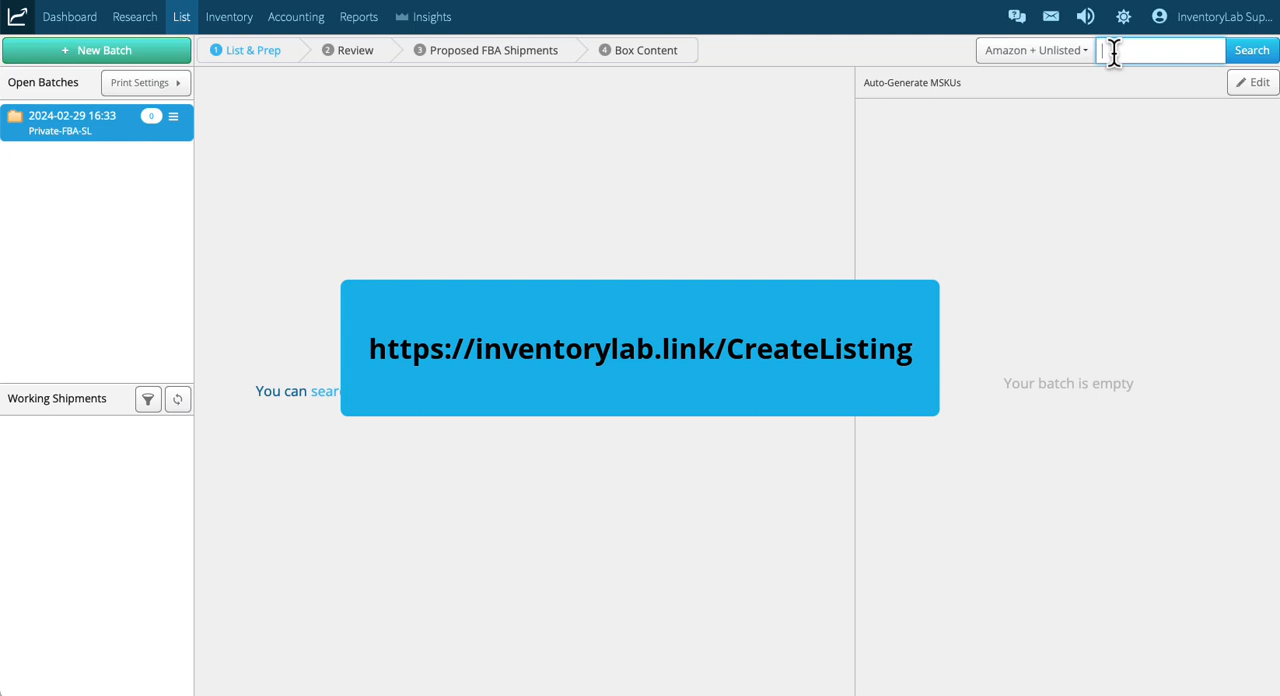 Dashboard Research List Inventory Accounting Reports Insights InventoryLab Sup...
+ New Batch 1 List & Prep 2 Review 3 Proposed FBA Shipments 4 Box Content Amazon + Unlisted Search
Open Batches Print Settings Auto-Generate MSKUs Edit
2024-02-29 16:33 0
Private-FBA-SL
https://inventorylab.link/CreateListing
You can Your batch is empty
Working Shipments